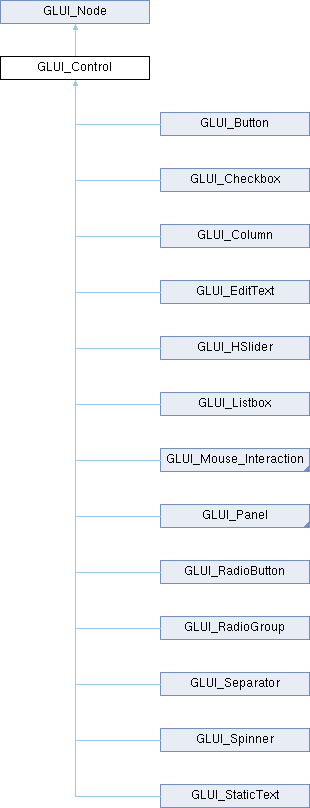 GLUI_Node
GLUI_Control
GLUI_Button
GLUI_Checkbox
GLUI_Column
GLUI_EditText
GLUI_HSlider
GLUI_Listbox
GLUI_Mouse_Interaction
GLUI_Panel
GLUI_RadioButton
GLUI_RadioGroup
GLUI_Separator
GLUI_Spinner
GLUI_StaticText